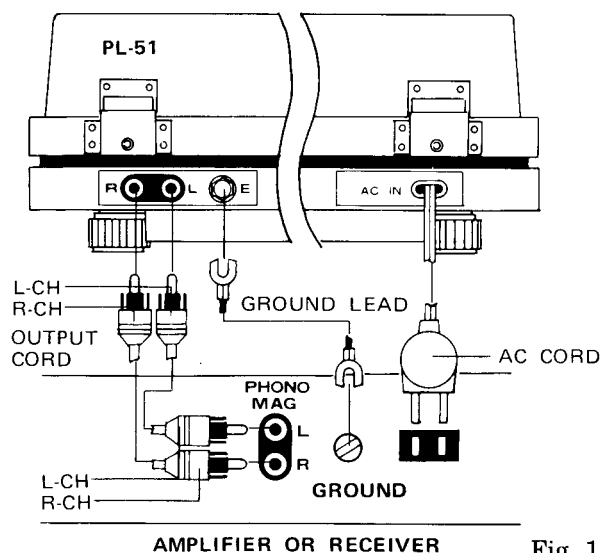 PL-51
R L E AC IN
L-CH
R-CH
GROUND LEAD
OUTPUT
CORD
AC CORD
PHONO
MAG
L
R
L-CH
R-CH
GROUND
AMPLIFIER OR RECEIVER
Fig. 1